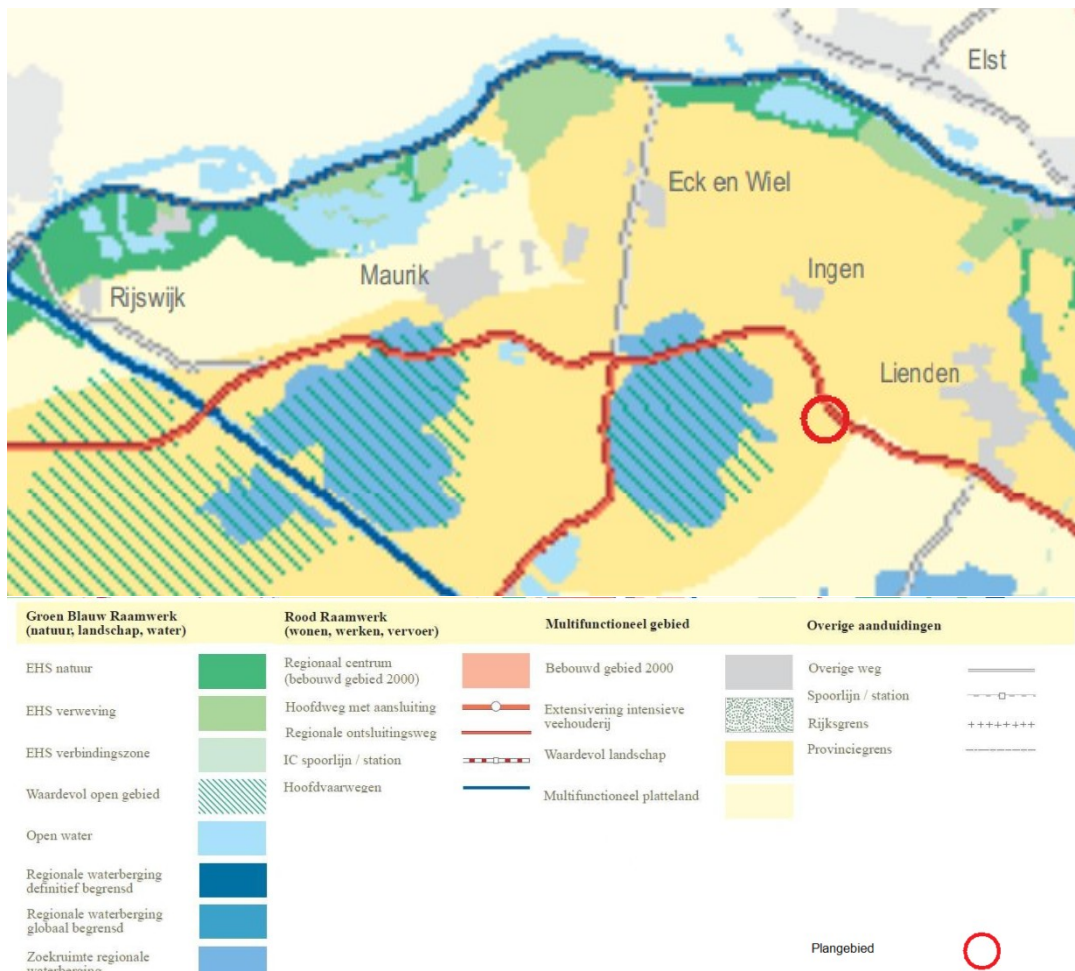 Elst
Eck en Wiel
Ingen
Maurik
Rijswijk
Lienden
Groen Blauw Raamwerk
(natuur, landschap, water)
EHS natuur
EHS verweving
EHS verbindingszone
Waardevol open gebied
Open water
Regionale waterberging
definitief begrensd
Regionale waterberging
globaal begrensd
Zoekruimte regionale
waterberging
Rood Raamwerk
(wonen, werken, vervoer)
Regionaal centrum
(bebouwd gebied 2000)
Hoofdweg met aansluiting
Regionale ontsluitingsweg
IC spoorlijn / station
Hoofdvaarwegen
Multifunctioneel gebied
Bebouwd gebied 2000
Extensivering intensieve
veehouderij
Waardevol landschap
Multifunctioneel platteland
Overige aanduidingen
Overige weg
Spoorlijn / station
Rijksgrens
Provinciegrens
Plangebied